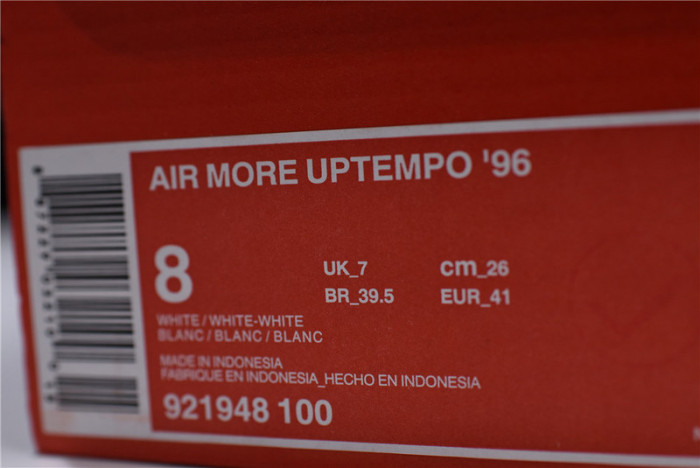 AIR MORE UPTEMPO '96
8
UK_7 cm_26
BR_39.5 EUR_41
WHITE / WHITE-WHITE
BLANC / BLANC / BLANC
MADE IN INDONESIA
FABRIQUE EN INDONESIA_HECHO EN INDONESIA
921948 100